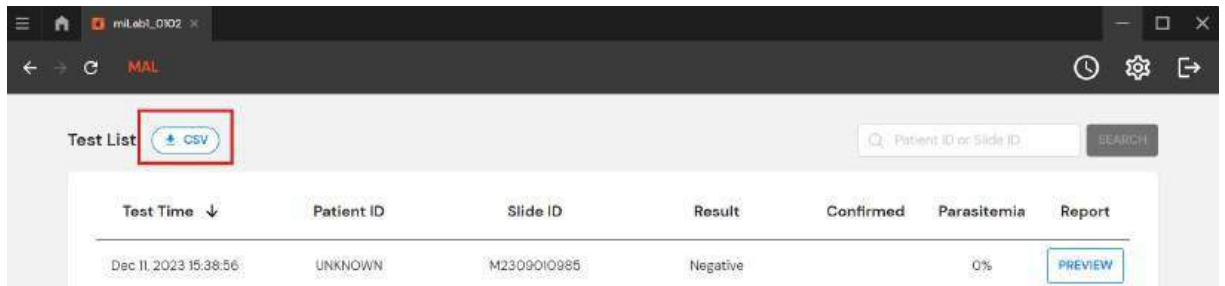 miLab1_0102
MAL
Test List CSV Patient ID or Slide ID SEARCH
Test Time Patient ID Slide ID Result Confirmed Parasitemia Report
Dec 11, 2023 15:38:56 UNKNOWN M2309010985 Negative 0% PREVIEW